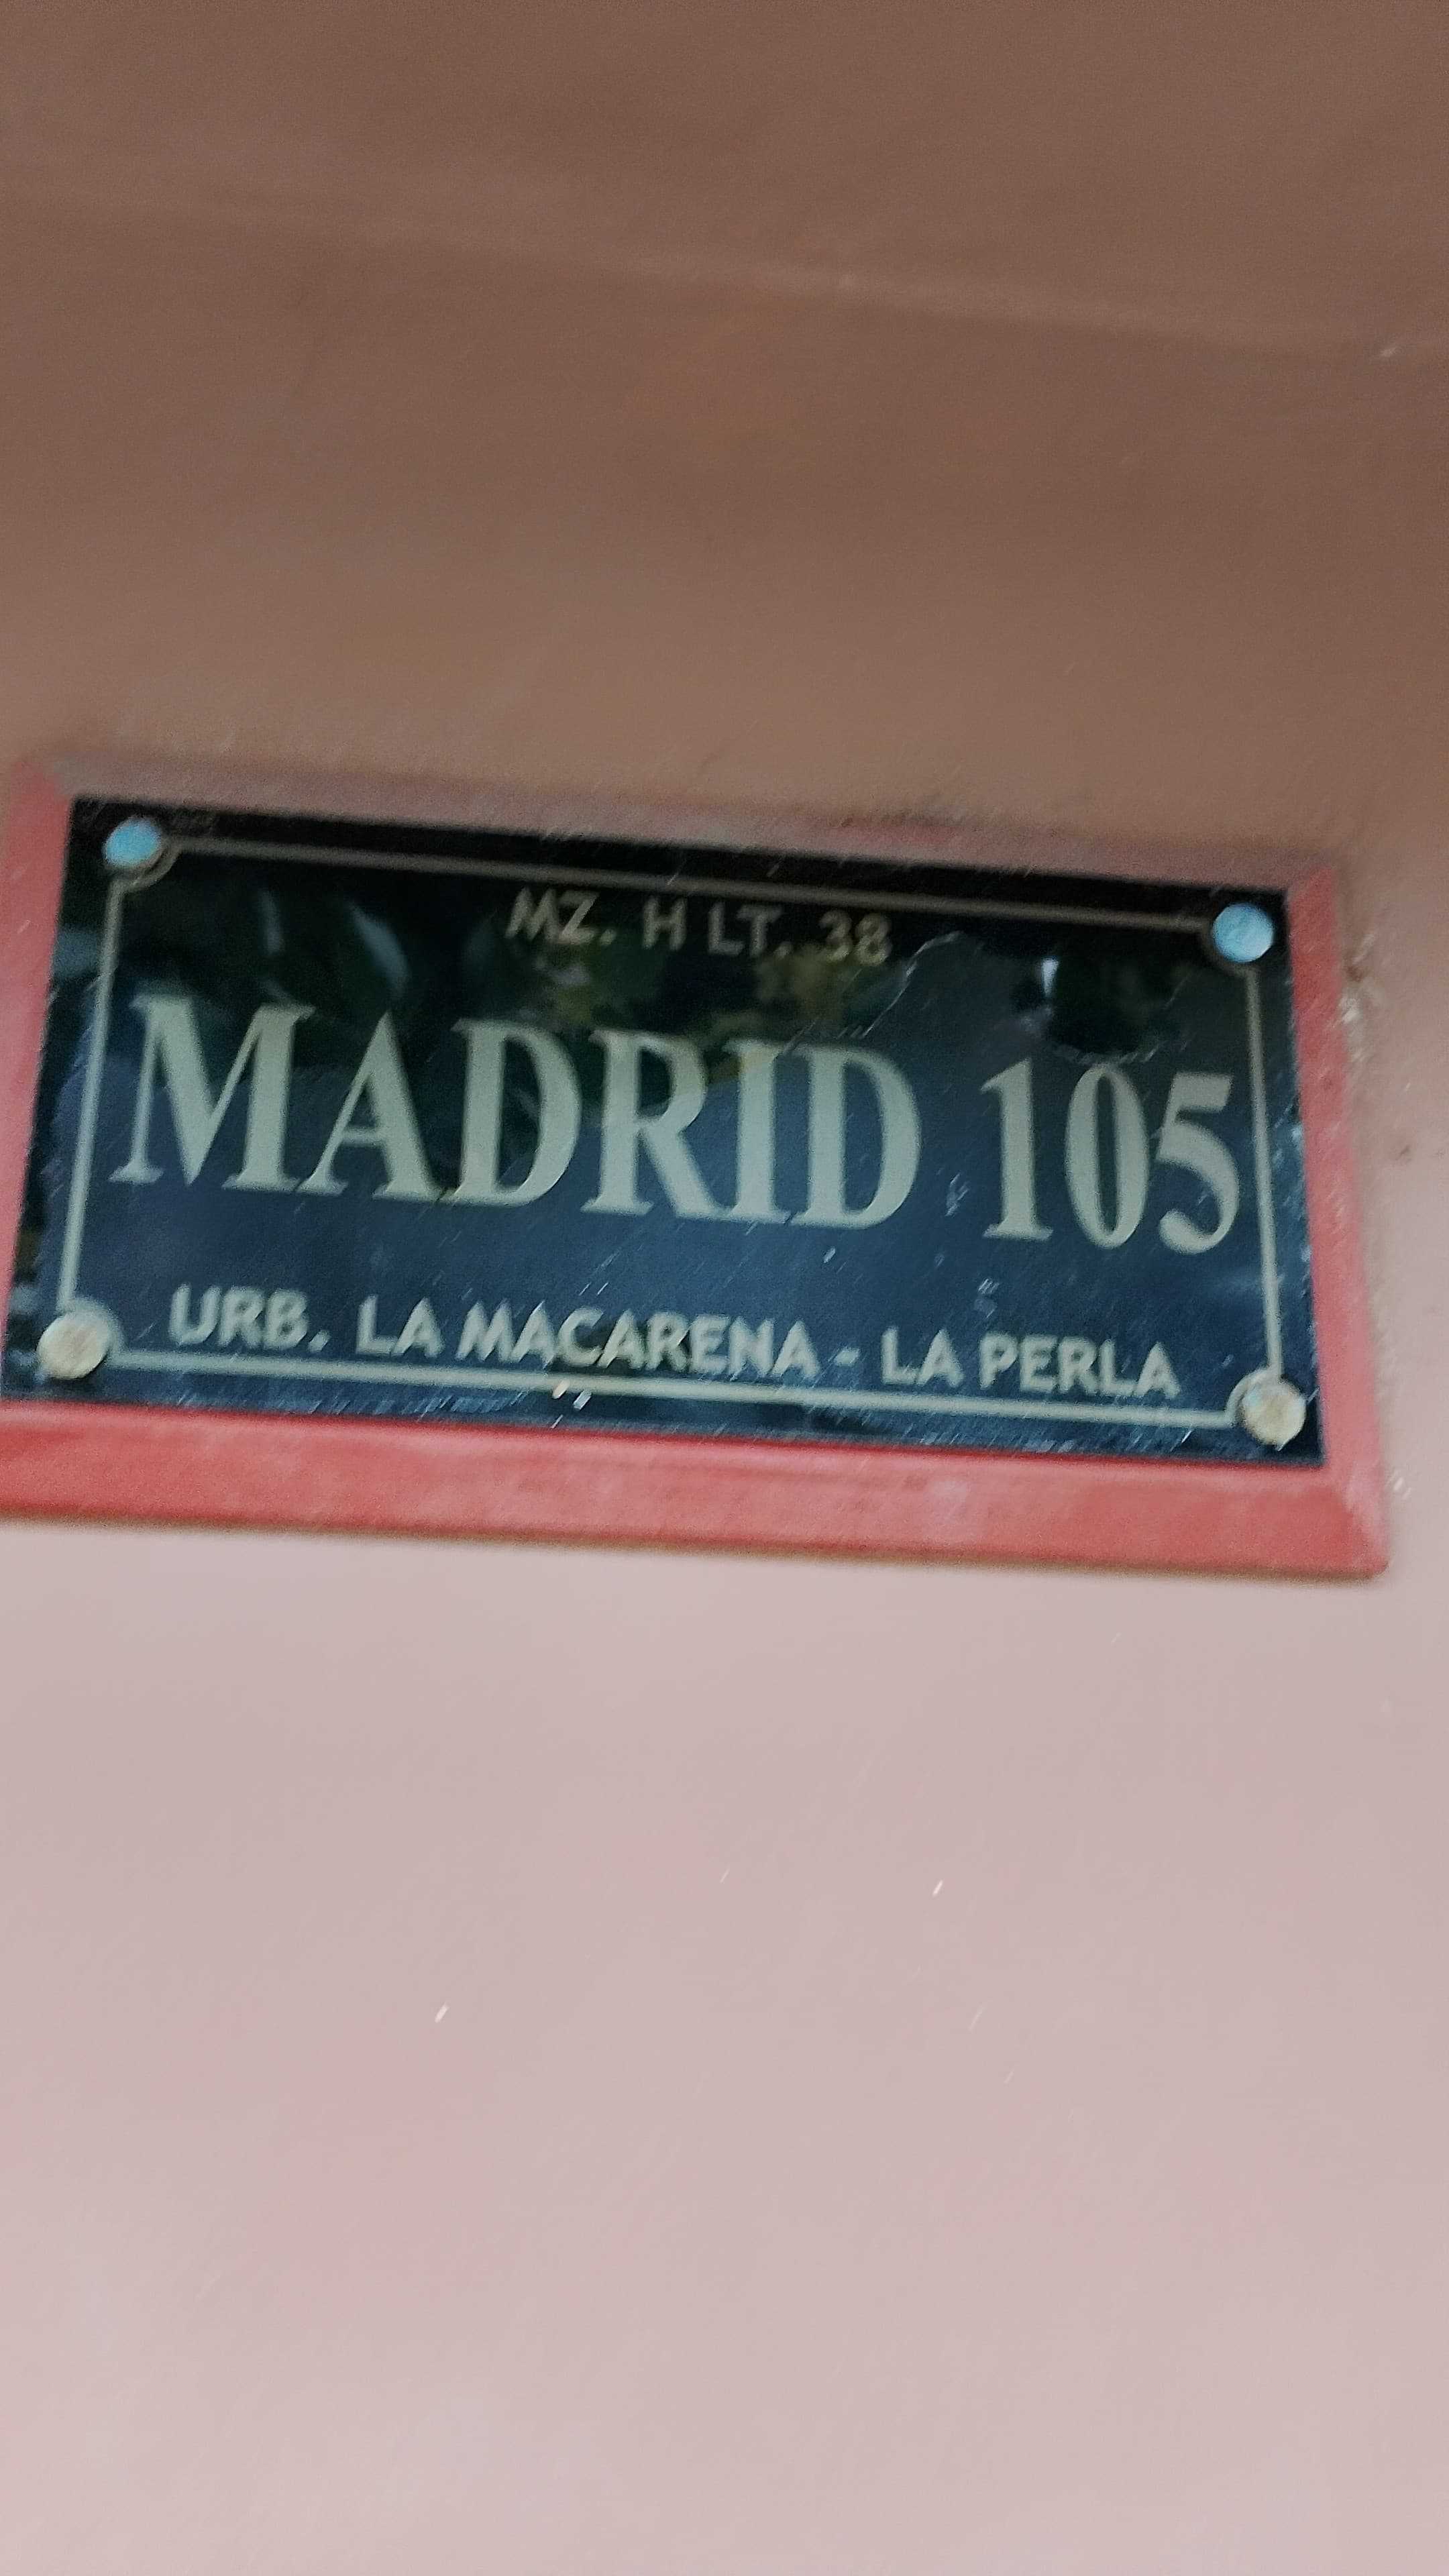 MZ. H LT. 38
MADRID 105
URB. LA MACARENA - LA PERLA